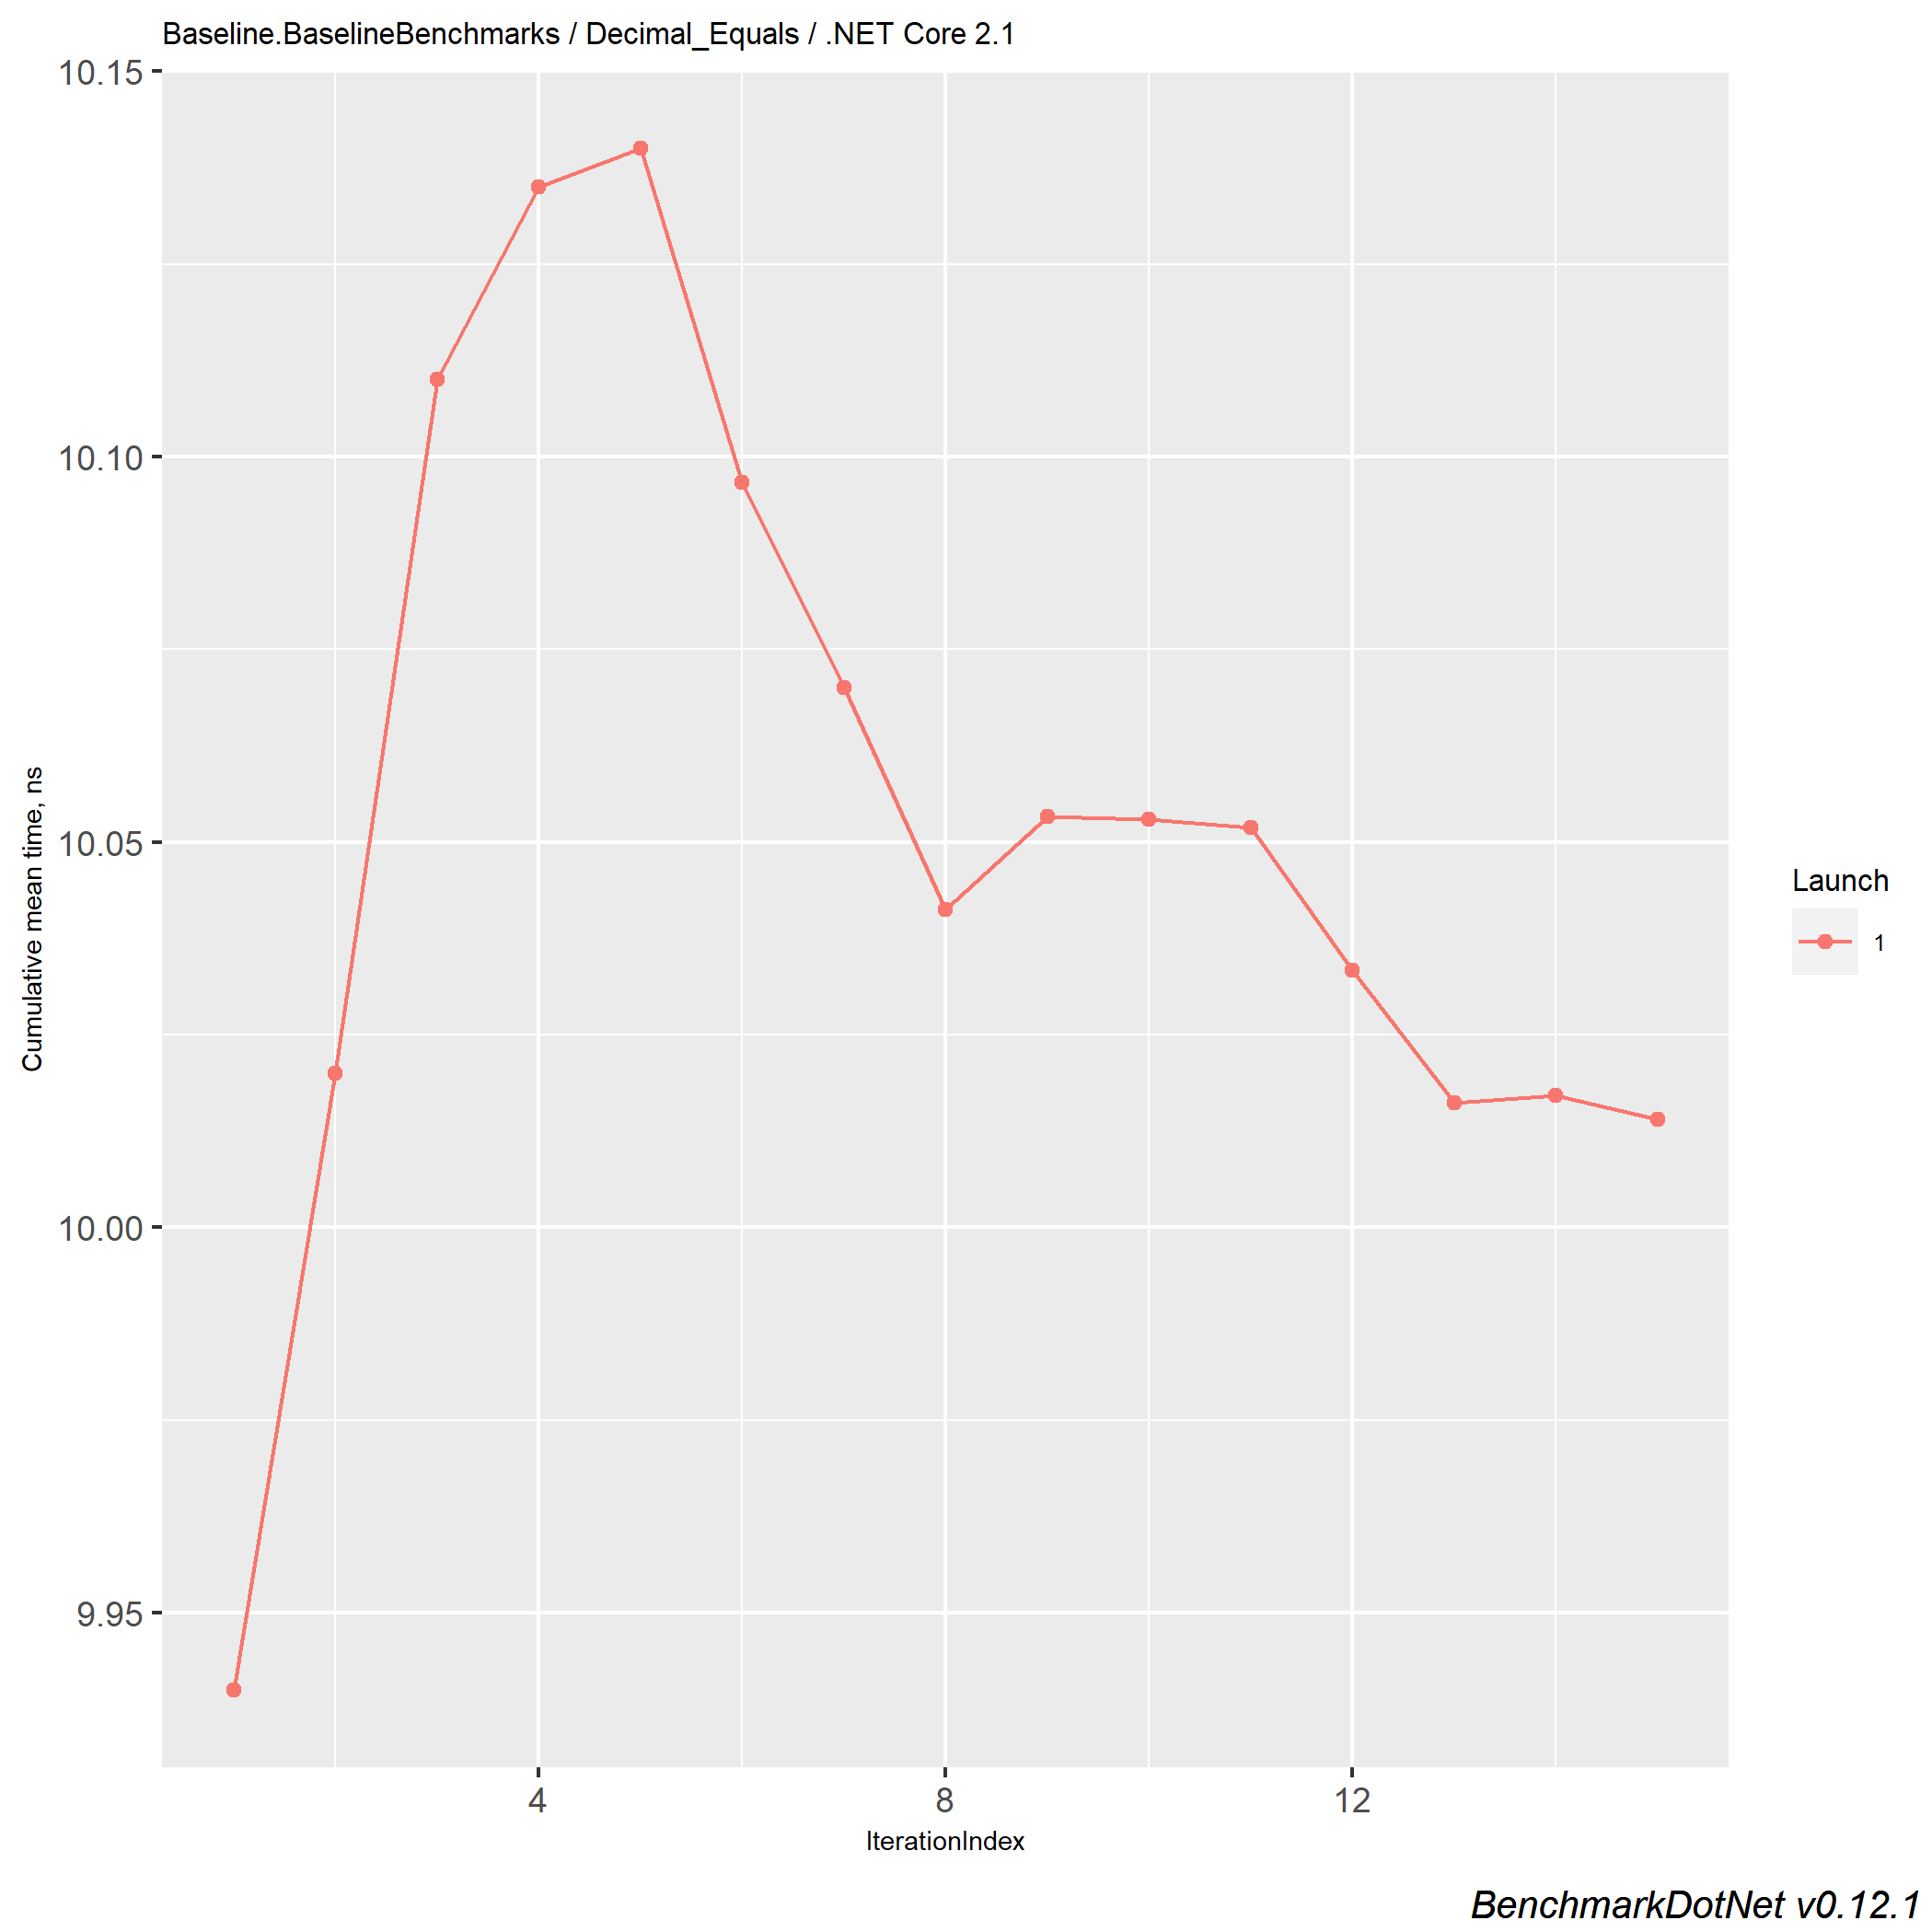 Baseline.BaselineBenchmarks / Decimal_Equals / .NET Core 2.1
10.15
10.10
10.05
10.00
9.95
Cumulative mean time, ns
4
8
12
IterationIndex
Launch
1
BenchmarkDotNet v0.12.1